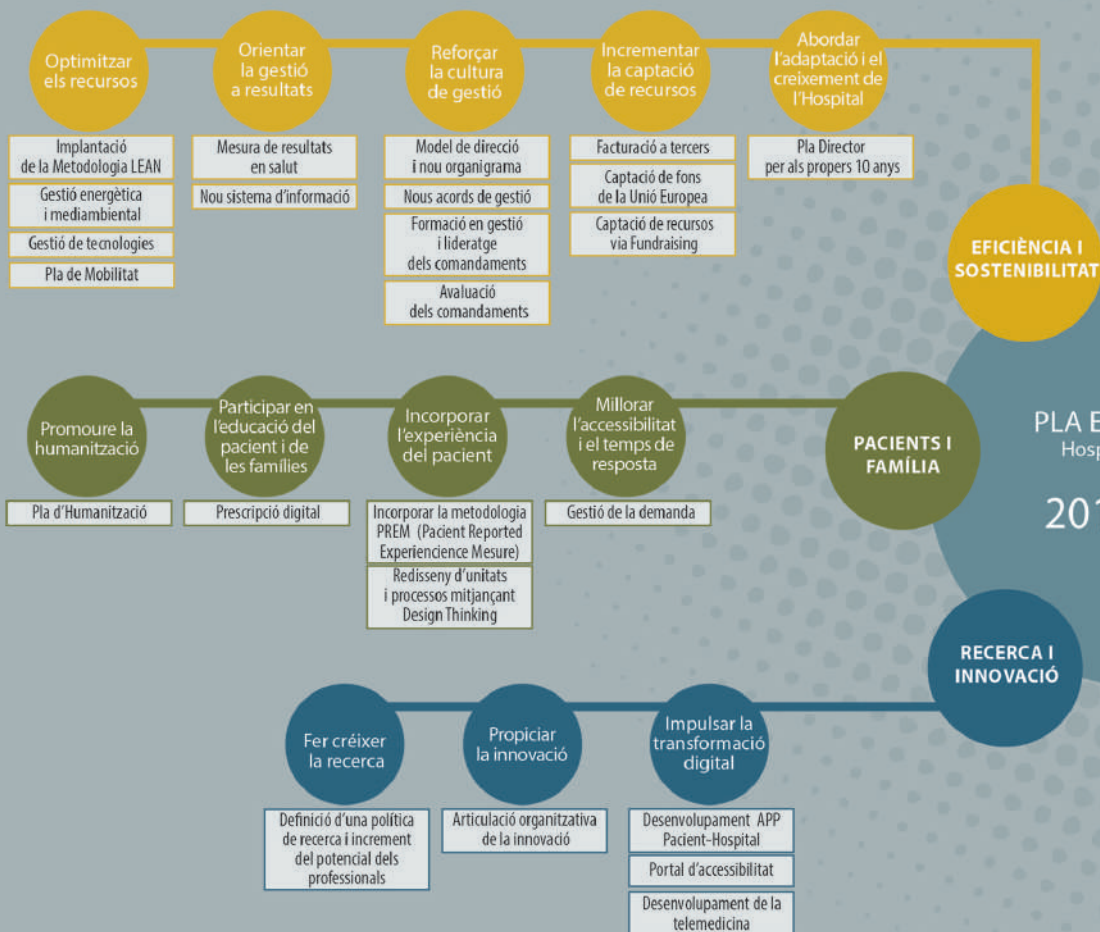 Optimitzar
els recursos
Implantació
de la Metodologia LEAN
Gestió energètica
i mediambiental
Gestió de tecnologies
Pla de Mobilitat
Orientar
la gestió
a resultats
Mesura de resultats
en salut
Nou sistema d'informació
Reforçar
la cultura
de gestió
Model de direcció
i nou organigrama
Nous acords de gestió
Formació en gestió
i lideratge
dels comandaments
Avaluació
dels comandaments
Incrementar
la captació
de recursos
Facturació a tercers
Captació de fons
de la Unió Europea
Captació de recursos
via Fundraising
Abordar
l'adaptació i el
creixement de
l'Hospital
Pla Director
per als propers 10 anys
EFICIÈNCIA I
SOSTENIBILITAT
Promoure la
humanització
Pla d'Humanització
Participar en
l'educació del
pacient i de
les famílies
Prescripció digital
Incorporar
l'experiència
del pacient
Incorporar la metodologia
PREM (Pacient Reported
Experiencience Mesure)
Redisseny d'unitats
i processos mitjançant
Design Thinking
Millorar
l'accessibilitat
i el temps de
resposta
Gestió de la demanda
PACIENTS I
FAMÍLIA
PLA E
Hosp
201
Fer créixer
la recerca
Definició d'una política
de recerca i increment
del potencial dels
professionals
Propiciar
la innovació
Articulació organitzativa
de la innovació
Impulsar la
transformació
digital
Desenvolupament APP
Pacient-Hospital
Portal d'accessibilitat
Desenvolupament de la
telemedicina
RECERCA I
INNOVACIÓ